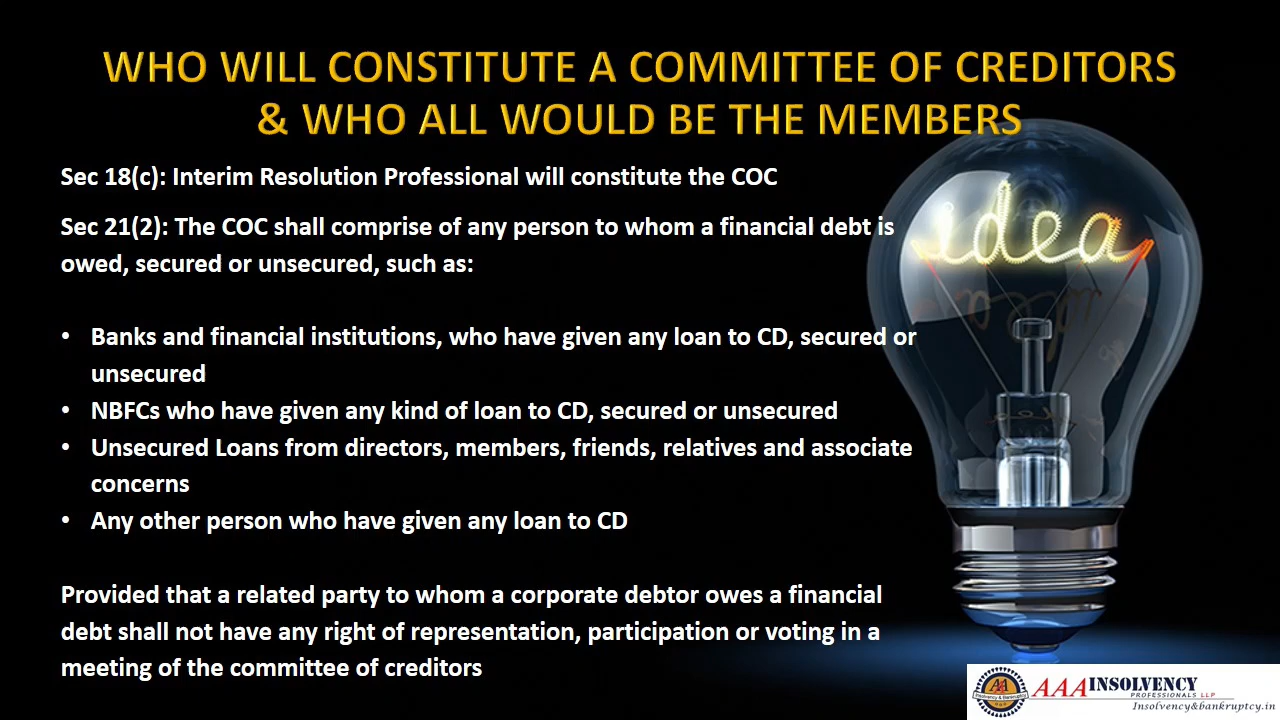 WHO WILL CONSTITUTE A COMMITTEE OF CREDITORS
& WHO ALL WOULD BE THE MEMBERS
Sec 18(c): Interim Resolution Professional will constitute the COC
Sec 21(2): The COC shall comprise of any person to whom a financial debt is
owed, secured or unsecured, such as:
• Banks and financial institutions, who have given any loan to CD, secured or
unsecured
• NBFCs who have given any kind of loan to CD, secured or unsecured
• Unsecured Loans from directors, members, friends, relatives and associate
concerns
• Any other person who have given any loan to CD
Provided that a related party to whom a corporate debtor owes a financial
debt shall not have any right of representation, participation or voting in a
meeting of the committee of creditors
idea
AAA INSOLVENCY
PROFESSIONALS LLP
Insolvency&bankruptcy.in